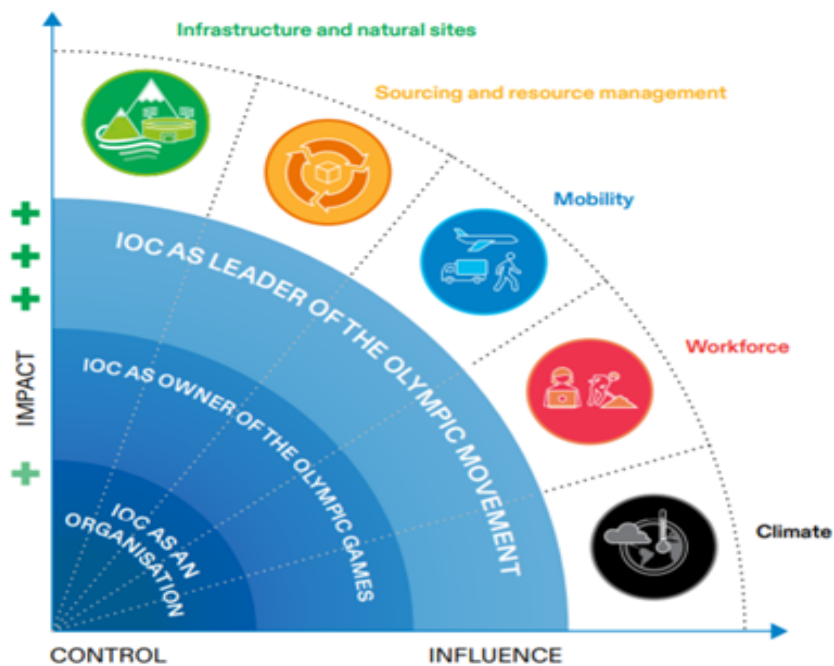 Infrastructure and natural sites
Sourcing and resource management
Mobility
Workforce
Climate
IOC AS LEADER OF THE OLYMPIC MOVEMENT
IOC AS OWNER OF THE OLYMPIC GAMES
IOC AS AN
ORGANISATION
+
+
+
IMPACT
+
CONTROL
INFLUENCE